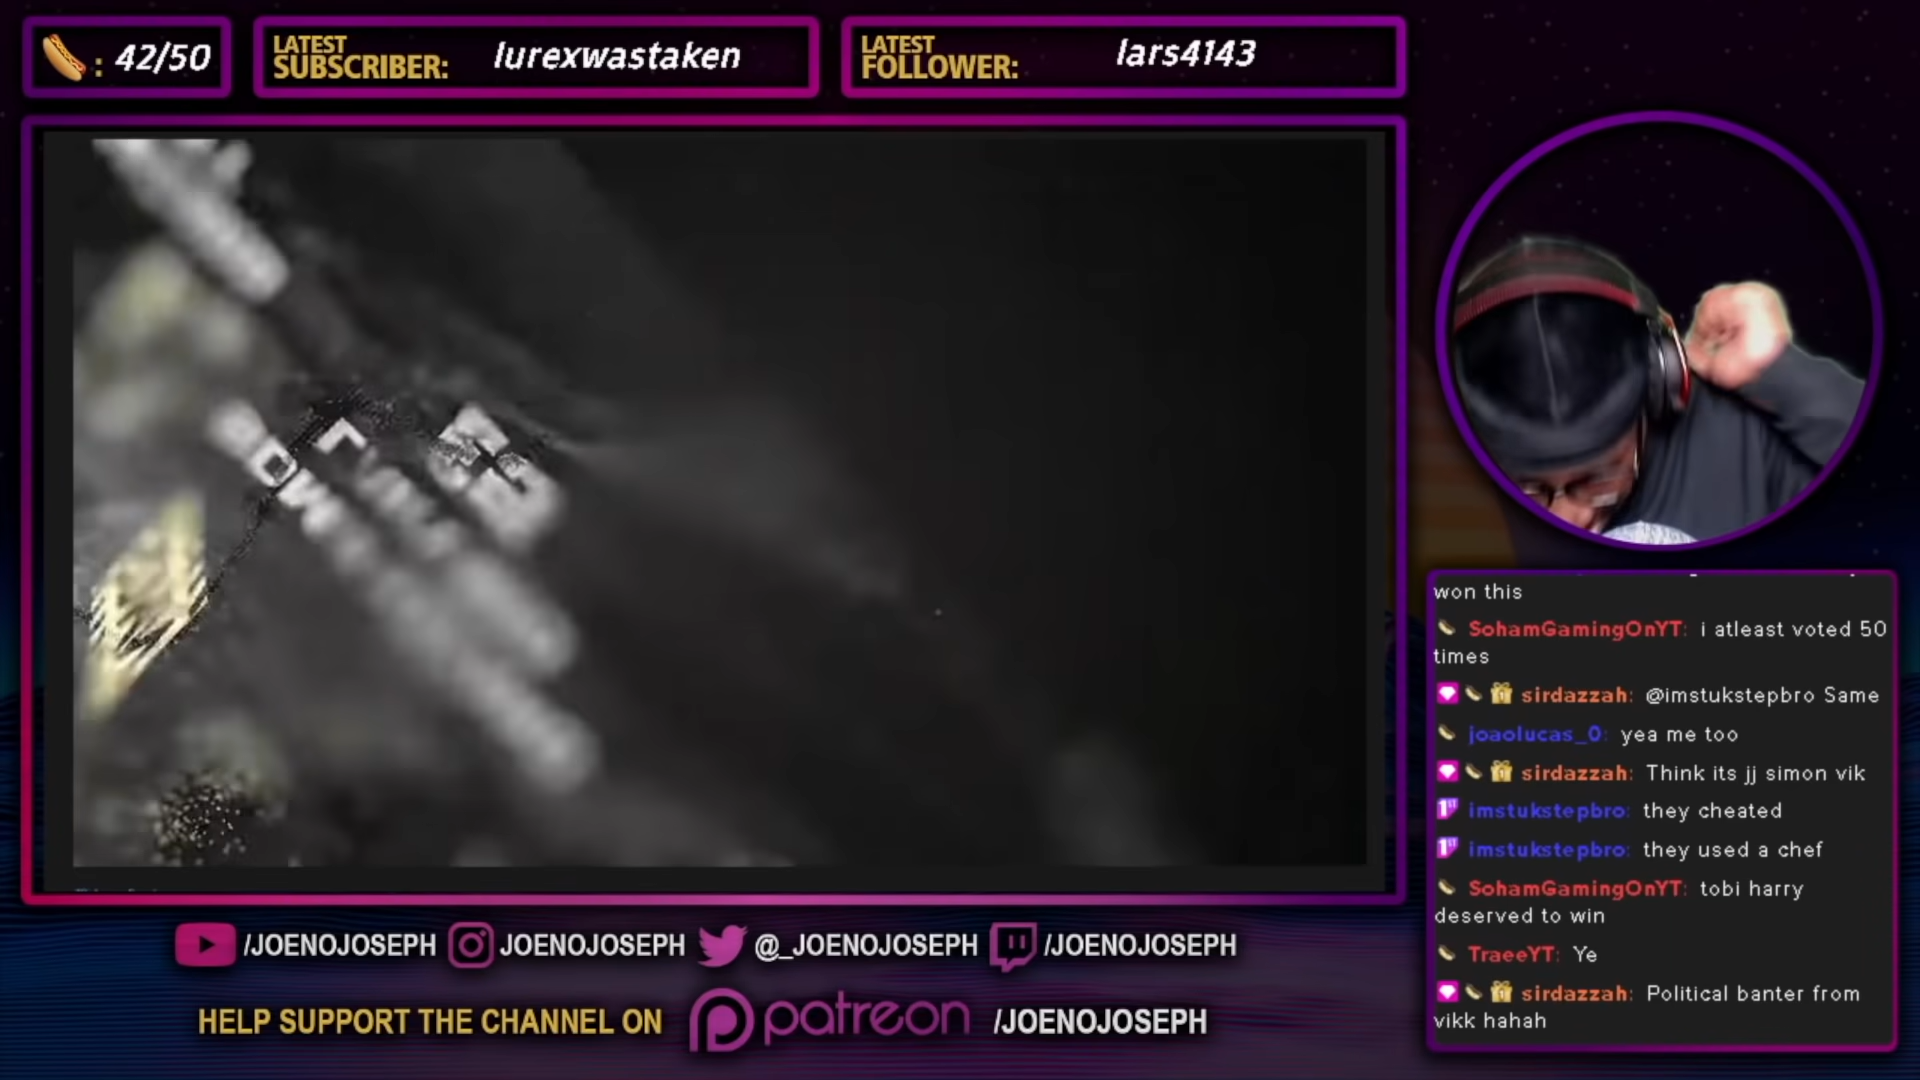 : 42/50
LATEST SUBSCRIBER: lurexwastaken
LATEST FOLLOWER: lars4143
won this
SohamGamingOnYT: i atleast voted 50
times
sirdazzah: @imstukstepbro Same
joaolucas_0: yea me too
sirdazzah: Think its jj simon vik
imstukstepbro: they cheated
imstukstepbro: they used a chef
SohamGamingOnYT: tobi harry
deserved to win
TraeeYT: Ye
sirdazzah: Political banter from
vikk hahah
/JOENOJOSEPH JOENOJOSEPH @_JOENOJOSEPH /JOENOJOSEPH
HELP SUPPORT THE CHANNEL ON patreon /JOENOJOSEPH